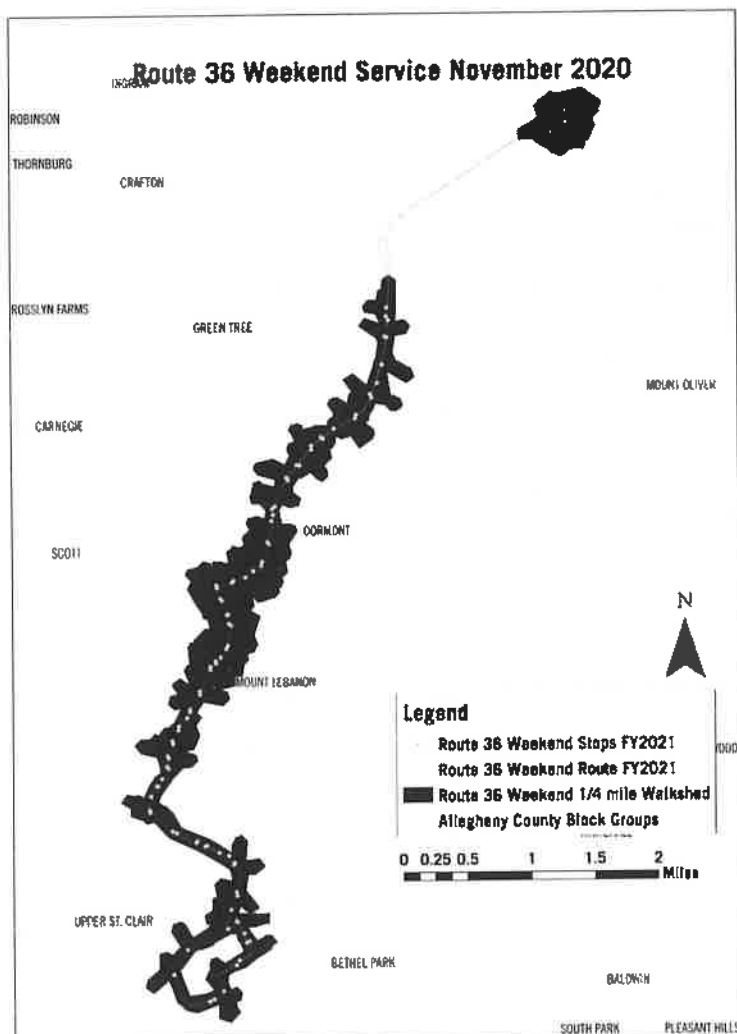 Route 36 Weekend Service November 2020
ROBINSON
THORNBURG
CRAFTON
ROSSLYN FARMS
GREEN TREE
MOUNT OLIVER
CARNEGIE
DORMONT
SCOTT
N
MOUNT LEBANON
Legend
Route 36 Weekend Stops FY2021
Route 36 Weekend Route FY2021
Route 36 Weekend 1/4 mile Walkshed
Allegheny County Block Groups
0 0.25 0.5 1 1.5 2
Miles
UPPER ST. CLAIR
BETHEL PARK
BALDWIN
SOUTH PARK
PLEASANT HILLS